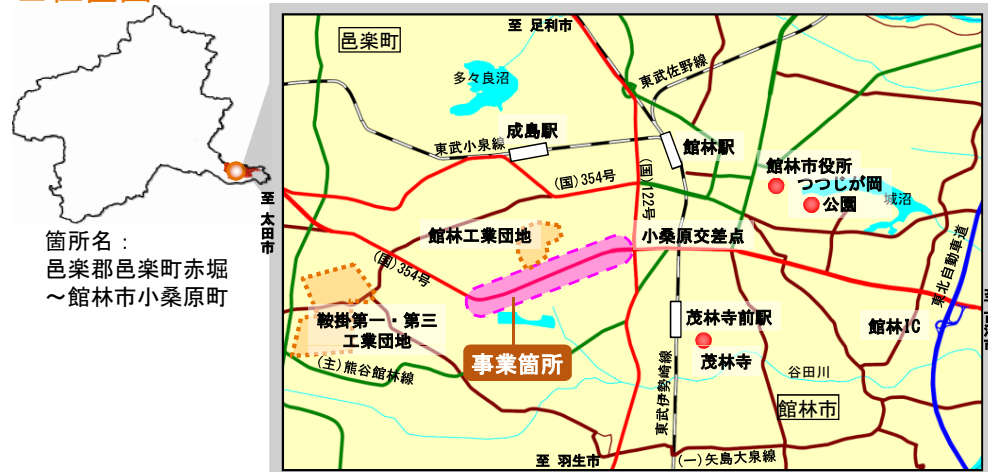 至 足利市
邑楽町
多々良沼
東武佐野線
成島駅
東武小泉線
館林駅
(国)354号
(国)122号
館林市役所
つつじが岡
公園
城沼
至 太田市
箇所名：
邑楽郡邑楽町赤堀
～館林市小桑原町
館林工業団地
小桑原交差点
(国)354号
東北自動車道
鞍掛第一・第三
工業団地
茂林寺前駅
館林IC
事業箇所
茂林寺
(主)熊谷館林線
谷田川
東武伊勢崎線
館林市
至 羽生市
(一)矢島大泉線